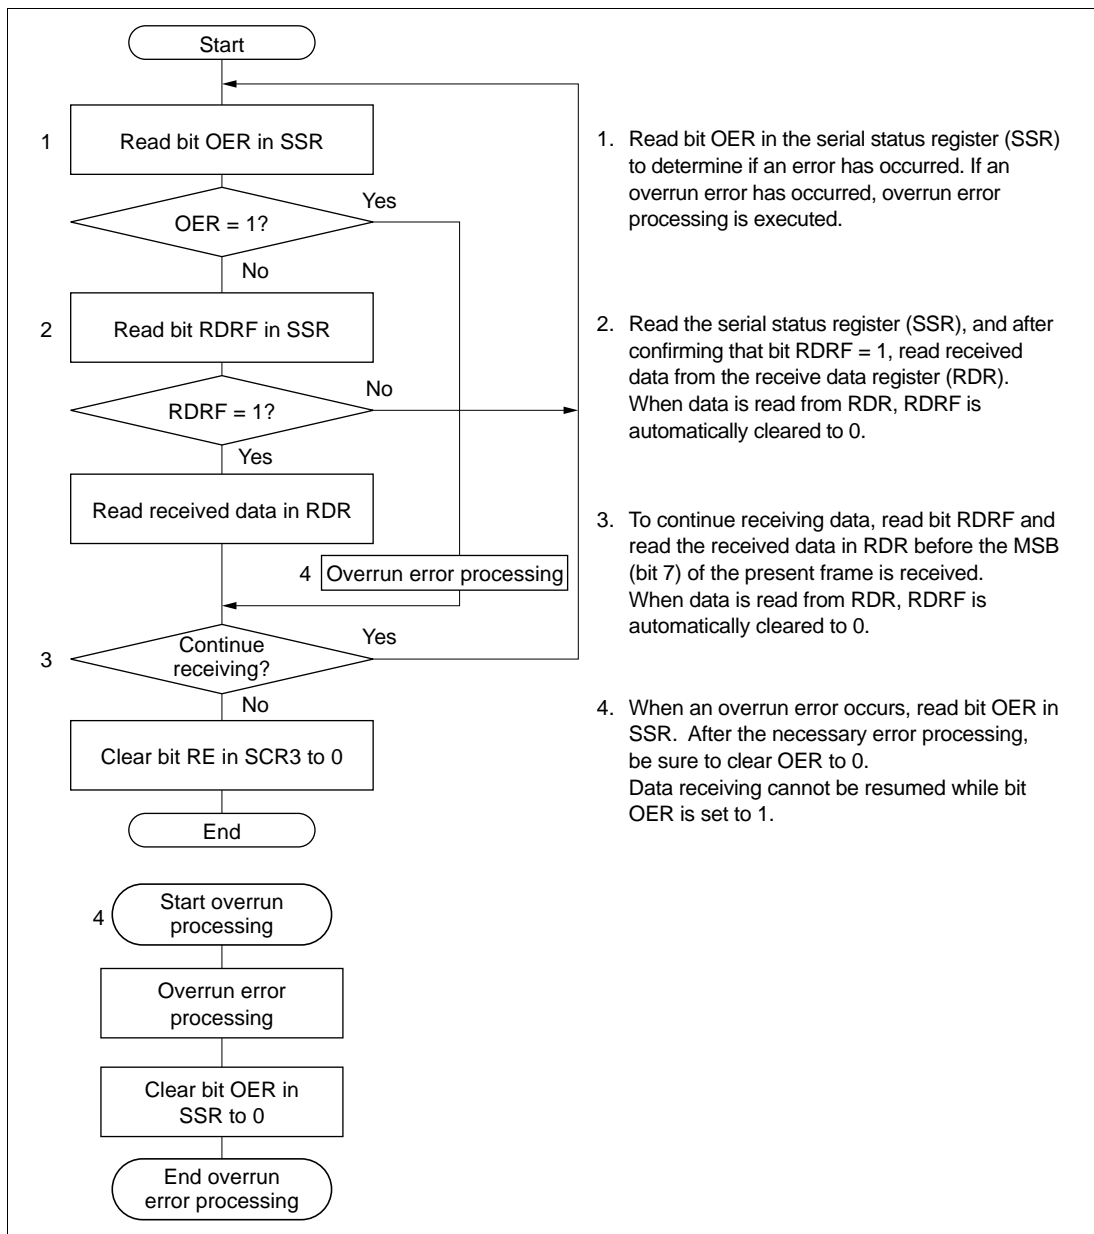 Start
1
Read bit OER in SSR
OER = 1?
Yes
No
2
Read bit RDRF in SSR
RDRF = 1?
No
Yes
Read received data in RDR
4
Overrun error processing
3
Continue
receiving?
Yes
No
Clear bit RE in SCR3 to 0
End
4
Start overrun
processing
Overrun error
processing
Clear bit OER in
SSR to 0
End overrun
error processing
1. Read bit OER in the serial status register (SSR)
to determine if an error has occurred. If an
overrun error has occurred, overrun error
processing is executed.
2. Read the serial status register (SSR), and after
confirming that bit RDRF = 1, read received
data from the receive data register (RDR).
When data is read from RDR, RDRF is
automatically cleared to 0.
3. To continue receiving data, read bit RDRF and
read the received data in RDR before the MSB
(bit 7) of the present frame is received.
When data is read from RDR, RDRF is
automatically cleared to 0.
4. When an overrun error occurs, read bit OER in
SSR. After the necessary error processing,
be sure to clear OER to 0.
Data receiving cannot be resumed while bit
OER is set to 1.